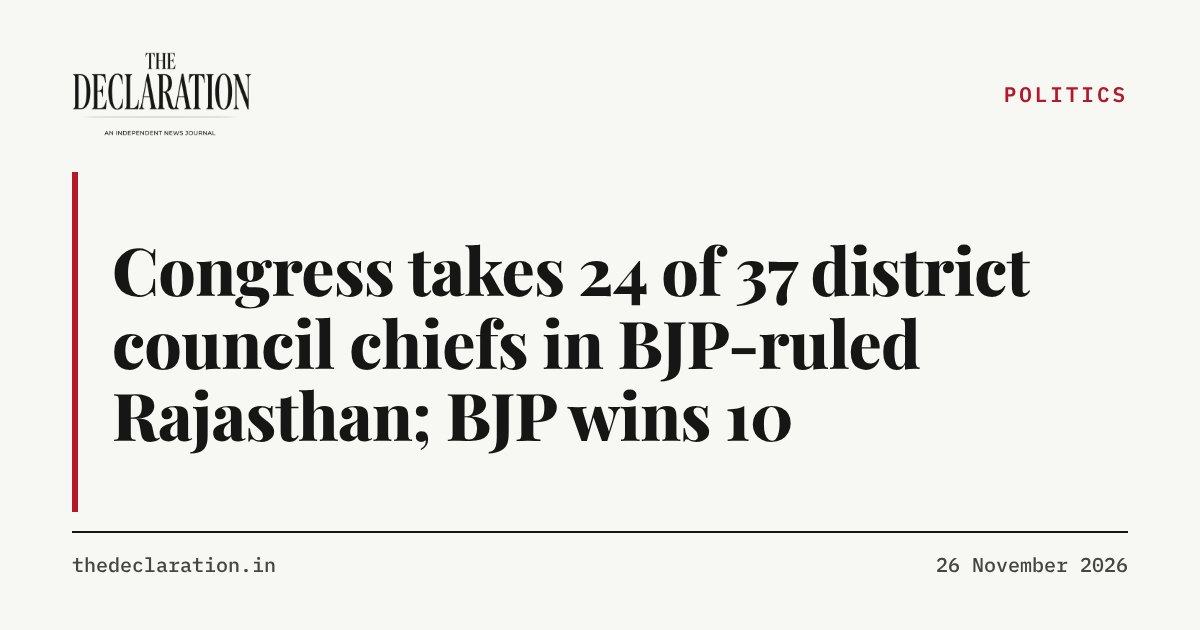 THE
DECLARATION
AN INDEPENDENT NEWS JOURNAL
POLITICS
Congress takes 24 of 37 district
council chiefs in BJP-ruled
Rajasthan; BJP wins 10
thedeclaration.in
26 November 2026